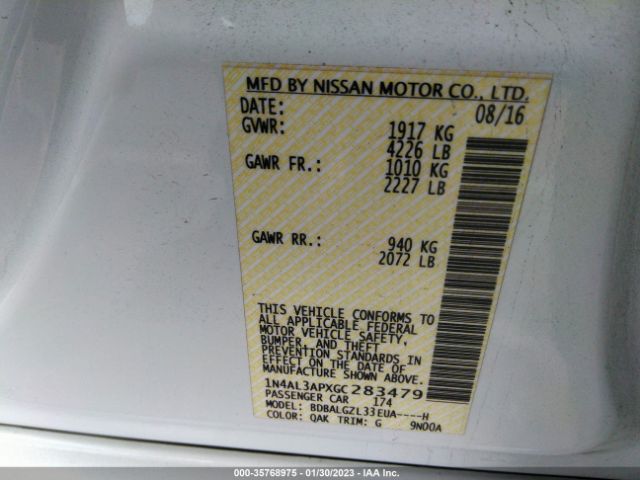 MFD BY NISSAN MOTOR CO., LTD.
DATE: 08/16
GVWR: 1917 KG
4226 LB
GAWR FR.: 1010 KG
2227 LB
GAWR RR.: 940 KG
2072 LB
THIS VEHICLE CONFORMS TO
ALL APPLICABLE FEDERAL
MOTOR VEHICLE SAFETY,
BUMPER, AND THEFT
PREVENTION STANDARDS IN
EFFECT ON THE DATE OF
MANUFACTURE SHOWN ABOVE.
1N4AL3APXGC283479
PASSENGER CAR 174
MODEL: BDBALGZL33EUA----H
COLOR: QAK TRIM: G 9N00A
000-35768975 - 01/30/2023 - IAA Inc.